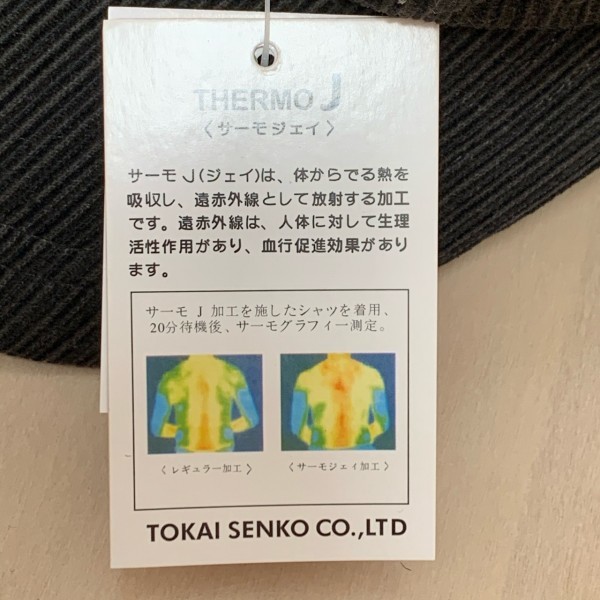 THERMO J
〈サーモジェイ〉
サーモJ(ジェイ)は、体からでる熱を
吸収し、遠赤外線として放射する加工
です。遠赤外線は、人体に対して生理
活性作用があり、血行促進効果があり
ます。
サーモ J 加工を施したシャツを着用、
20分待機後、サーモグラフィー測定。
〈レギュラー加工〉
〈サーモジェイ加工〉
TOKAI SENKO CO.,LTD